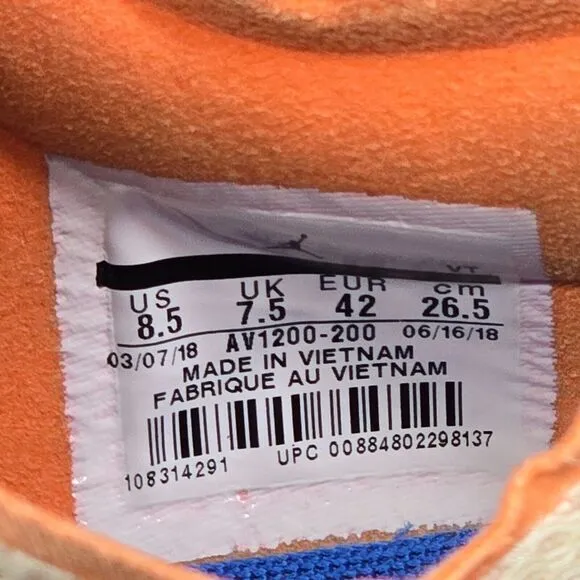 VT
US UK EUR cm
8.5 7.5 42 26.5
03/07/18 AV1200-200 06/16/18
MADE IN VIETNAM
FABRIQUE AU VIETNAM
108314291 UPC 00884802298137